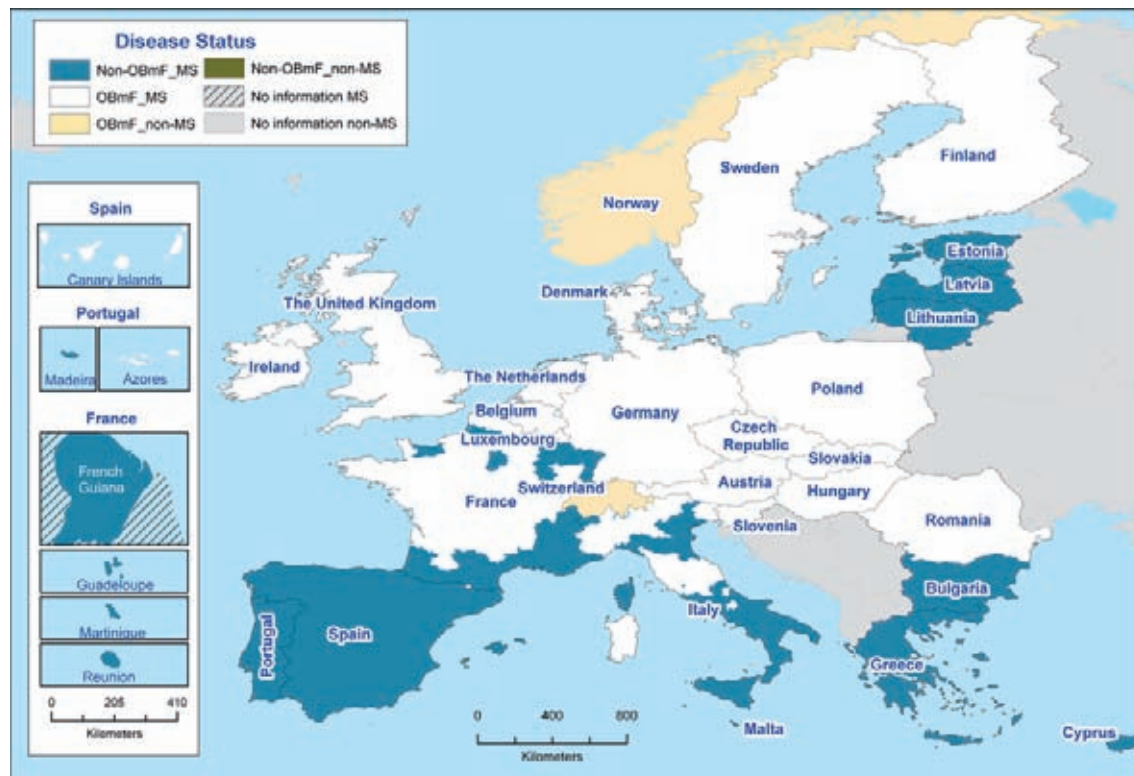 Disease Status
Non-OBmF_MS
Non-OBmF_non-MS
OBmF_MS
No information MS
OBmF_non-MS
No information non-MS
Spain
Canary Islands
Portugal
Madeira
Azores
France
French
Guiana
Guadeloupe
Martinique
Reunion
0 205 410
Kilometers
Finland
Sweden
Norway
Estonia
Latvia
Lithuania
Denmark
The United Kingdom
Ireland
The Netherlands
Poland
Belgium
Germany
Czech
Republic
Luxembourg
Slovakia
Switzerland
Austria
France
Hungary
Slovenia
Romania
Bulgaria
Italy
Portugal
Spain
Greece
Malta
Cyprus
0 400 800
Kilometers